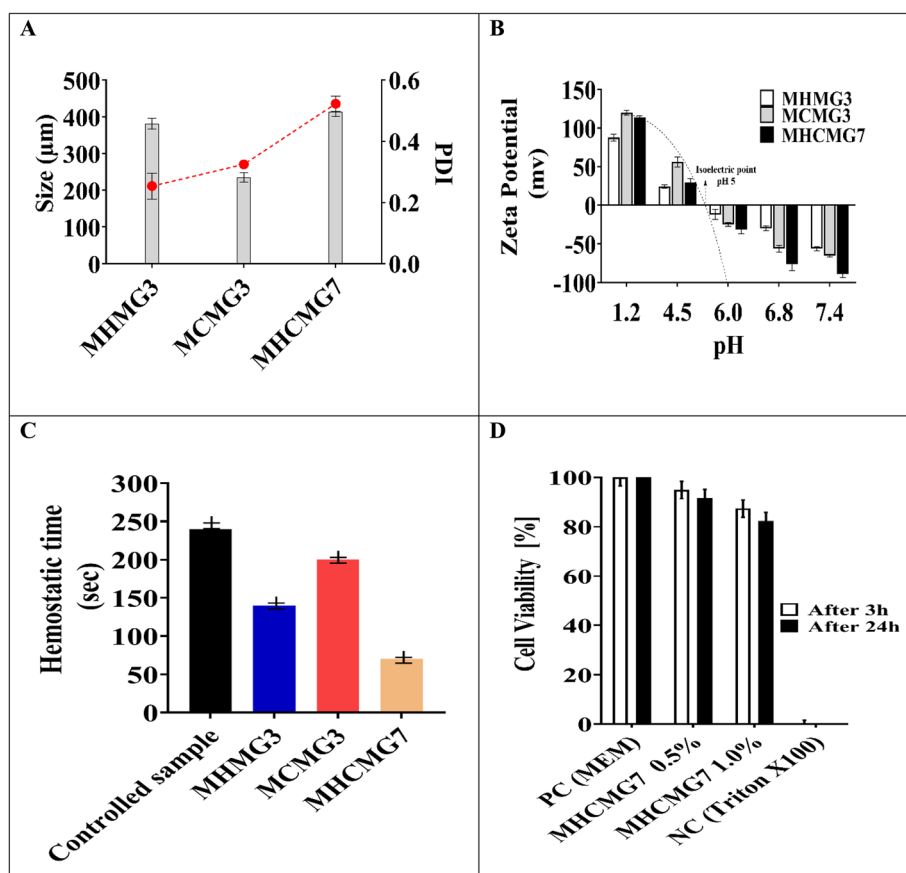 A
500
400
300
200
100
0
Size (µm)
0.6
0.4
0.2
0.0
PDI
MHMG3
MCMG3
MHCMG7
B
150
100
50
0
-50
-100
Zeta Potential
(mv)
MHMG3
MCMG3
MHCMG7
Isoelectric point
pH 5
1.2 4.5 6.0 6.8 7.4
pH
C
300
250
200
150
100
50
0
Hemostatic time
(sec)
Controlled sample
MHMG3
MCMG3
MHCMG7
D
100
80
60
40
20
0
Cell Viability [%]
After 3h
After 24h
PC (MEM)
MHCMG7 0.5%
MHCMG7 1.0%
NC (Triton X100)